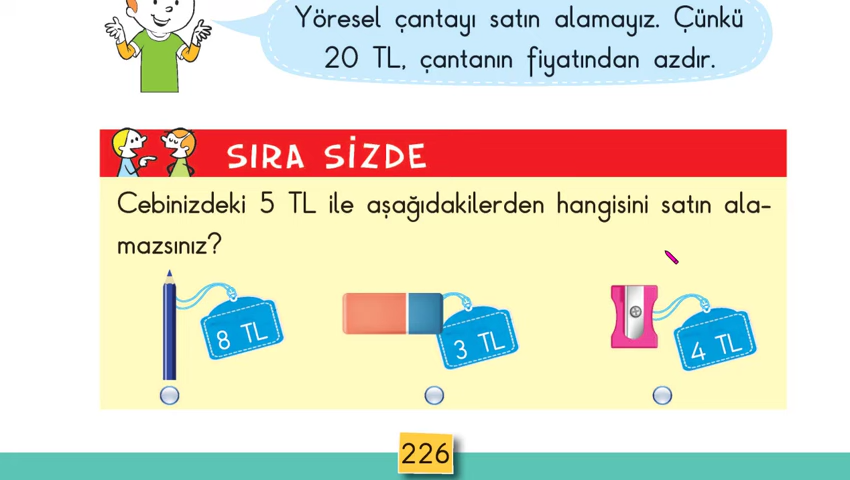 Yöresel çantayı satın alamayız. Çünkü
20 TL, çantanın fiyatından azdır.
SIRA SİZDE
Cebinizdeki 5 TL ile aşağıdakilerden hangisini satın ala-
mazsınız?
8 TL
3 TL
4 TL
226